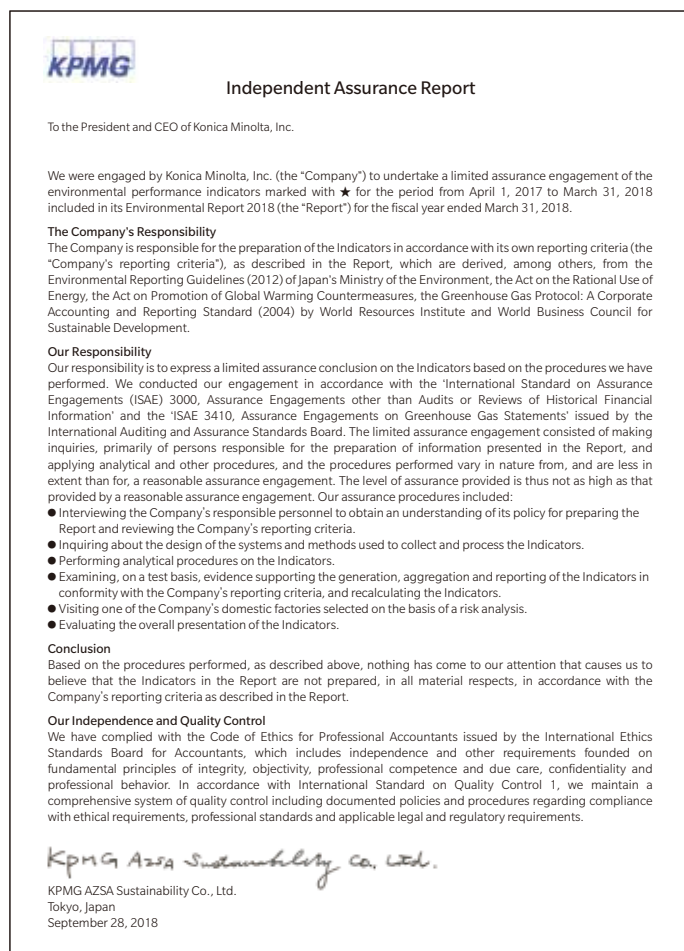 KPMG
Independent Assurance Report
To the President and CEO of Konica Minolta, Inc.
We were engaged by Konica Minolta, Inc. (the “Company”) to undertake a limited assurance engagement of the
environmental performance indicators marked with ★ for the period from April 1, 2017 to March 31, 2018
included in its Environmental Report 2018 (the “Report”) for the fiscal year ended March 31, 2018.
The Company’s Responsibility
The Company is responsible for the preparation of the Indicators in accordance with its own reporting criteria (the
“Company’s reporting criteria”), as described in the Report, which are derived, among others, from the
Environmental Reporting Guidelines (2012) of Japan’s Ministry of the Environment, the Act on the Rational Use of
Energy, the Act on Promotion of Global Warming Countermeasures, the Greenhouse Gas Protocol: A Corporate
Accounting and Reporting Standard (2004) by World Resources Institute and World Business Council for
Sustainable Development.
Our Responsibility
Our responsibility is to express a limited assurance conclusion on the Indicators based on the procedures we have
performed. We conducted our engagement in accordance with the ‘International Standard on Assurance
Engagements (ISAE) 3000, Assurance Engagements other than Audits or Reviews of Historical Financial
Information’ and the ‘ISAE 3410, Assurance Engagements on Greenhouse Gas Statements’ issued by the
International Auditing and Assurance Standards Board. The limited assurance engagement consisted of making
inquiries, primarily of persons responsible for the preparation of information presented in the Report, and
applying analytical and other procedures, and the procedures performed vary in nature from, and are less in
extent than for, a reasonable assurance engagement. The level of assurance provided is thus not as high as that
provided by a reasonable assurance engagement. Our assurance procedures included:
● Interviewing the Company’s responsible personnel to obtain an understanding of its policy for preparing the
Report and reviewing the Company’s reporting criteria.
● Inquiring about the design of the systems and methods used to collect and process the Indicators.
● Performing analytical procedures on the Indicators.
● Examining, on a test basis, evidence supporting the generation, aggregation and reporting of the Indicators in
conformity with the Company’s reporting criteria, and recalculating the Indicators.
● Visiting one of the Company’s domestic factories selected on the basis of a risk analysis.
● Evaluating the overall presentation of the Indicators.
Conclusion
Based on the procedures performed, as described above, nothing has come to our attention that causes us to
believe that the Indicators in the Report are not prepared, in all material respects, in accordance with the
Company’s reporting criteria as described in the Report.
Our Independence and Quality Control
We have complied with the Code of Ethics for Professional Accountants issued by the International Ethics
Standards Board for Accountants, which includes independence and other requirements founded on
fundamental principles of integrity, objectivity, professional competence and due care, confidentiality and
professional behavior. In accordance with International Standard on Quality Control 1, we maintain a
comprehensive system of quality control including documented policies and procedures regarding compliance
with ethical requirements, professional standards and applicable legal and regulatory requirements.
KPMG AZSA Sustainability Co., Ltd.
KPMG AZSA Sustainability Co., Ltd.
Tokyo, Japan
September 28, 2018